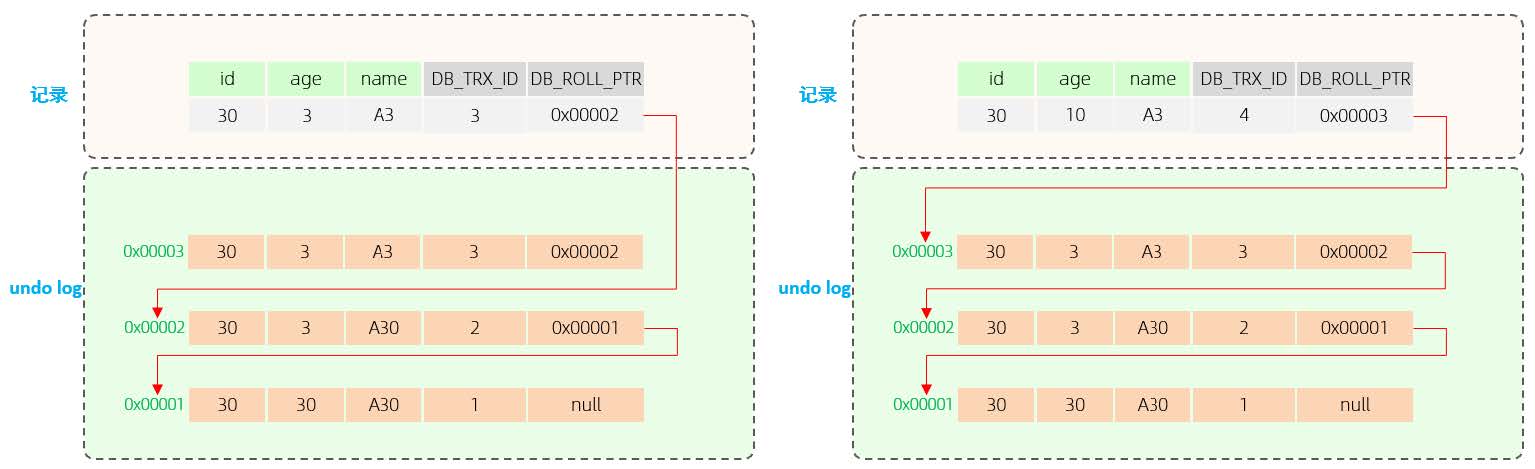 id age name DB_TRX_ID DB_ROLL_PTR
记录
30 3 A3 3 0x00002
0x00003 30 3 A3 3 0x00002
undo log
0x00002 30 3 A30 2 0x00001
0x00001 30 30 A30 1 null
id age name DB_TRX_ID DB_ROLL_PTR
记录
30 10 A3 4 0x00003
0x00003 30 3 A3 3 0x00002
undo log
0x00002 30 3 A30 2 0x00001
0x00001 30 30 A30 1 null